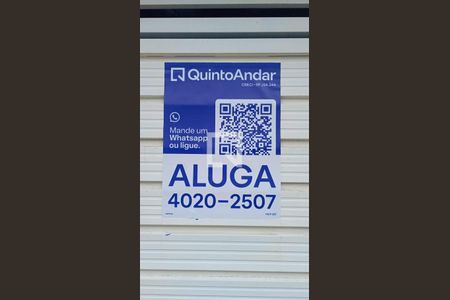 QuintoAndar
Mande um
Whatsapp
ou ligue.
ALUGA
4020-2507